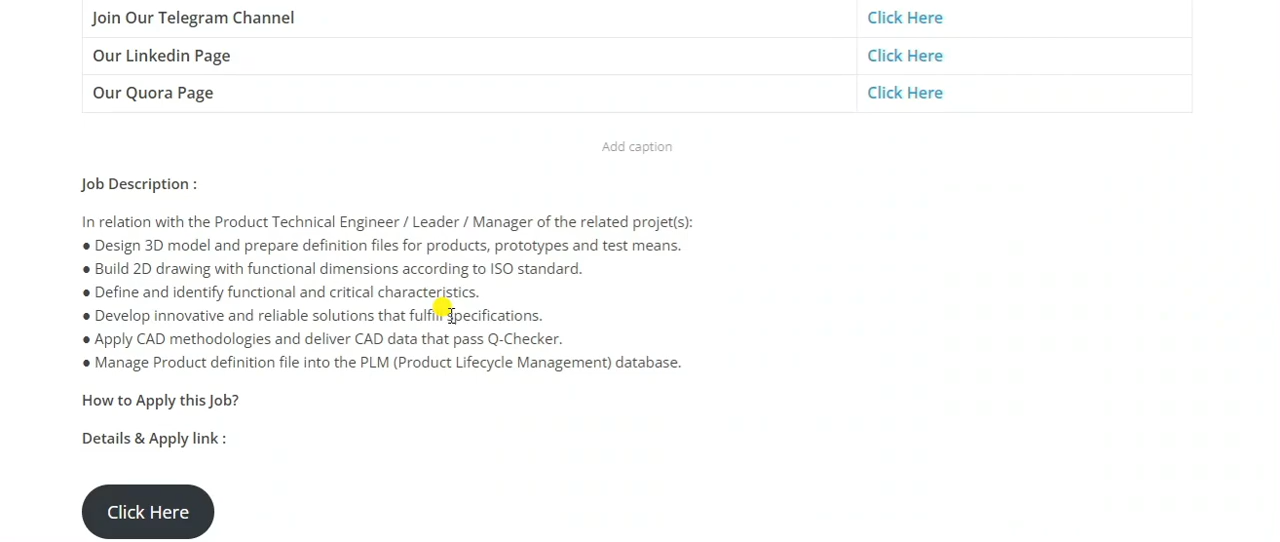 Join Our Telegram Channel Click Here
Our Linkedin Page Click Here
Our Quora Page Click Here
Add caption
Job Description :
In relation with the Product Technical Engineer / Leader / Manager of the related projet(s):
● Design 3D model and prepare definition files for products, prototypes and test means.
● Build 2D drawing with functional dimensions according to ISO standard.
● Define and identify functional and critical characteristics.
● Develop innovative and reliable solutions that fulfill specifications.
● Apply CAD methodologies and deliver CAD data that pass Q-Checker.
● Manage Product definition file into the PLM (Product Lifecycle Management) database.
How to Apply this Job?
Details & Apply link :
Click Here